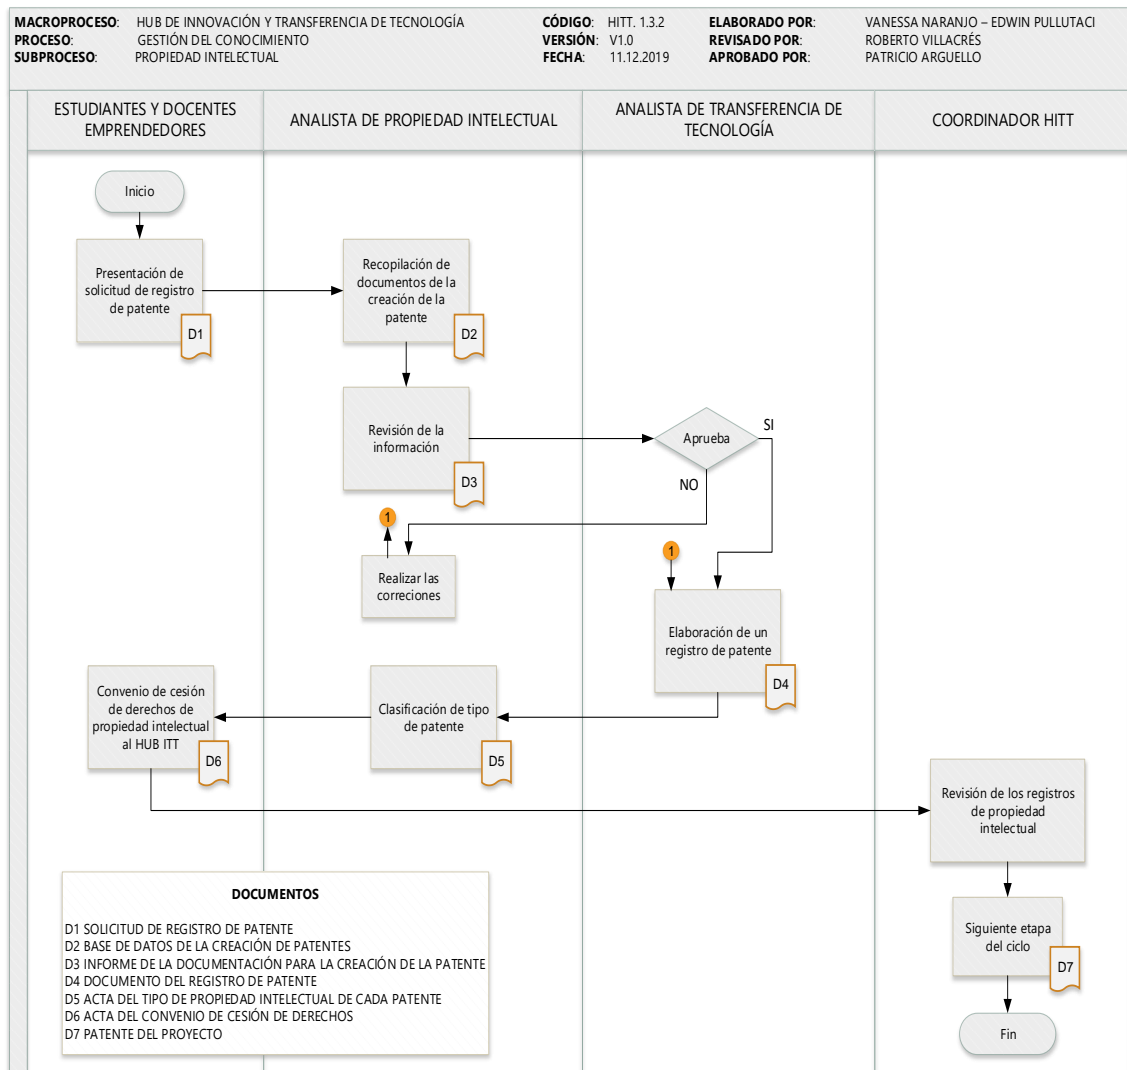 MACROPROCESO: HUB DE INNOVACIÓN Y TRANSFERENCIA DE TECNOLOGÍA CÓDIGO: HITT. 1.3.2 ELABORADO POR: VANESSA NARANJO – EDWIN PULLUTACI
PROCESO: GESTIÓN DEL CONOCIMIENTO VERSIÓN: V1.0 REVISADO POR: ROBERTO VILLACRÉS
SUBPROCESO: PROPIEDAD INTELECTUAL FECHA: 11.12.2019 APROBADO POR: PATRICIO ARGUELLO
ESTUDIANTES Y DOCENTES
EMPRENDEDORES
ANALISTA DE PROPIEDAD INTELECTUAL
ANALISTA DE TRANSFERENCIA DE
TECNOLOGÍA
COORDINADOR HITT
Inicio
Presentación de
solicitud de registro
de patente
D1
Recopilación de
documentos de la
creación de la
patente
D2
Revisión de la
información
D3
Aprueba
SI
NO
1
Realizar las
correciones
1
Elaboración de un
registro de patente
D4
Clasificación de tipo
de patente
D5
Convenio de cesión
de derechos de
propiedad intelectual
al HUB ITT
D6
Revisión de los registros
de propiedad
intelectual
Siguiente etapa
del ciclo
D7
Fin
DOCUMENTOS
D1 SOLICITUD DE REGISTRO DE PATENTE
D2 BASE DE DATOS DE LA CREACIÓN DE PATENTES
D3 INFORME DE LA DOCUMENTACIÓN PARA LA CREACIÓN DE LA PATENTE
D4 DOCUMENTO DEL REGISTRO DE PATENTE
D5 ACTA DEL TIPO DE PROPIEDAD INTELECTUAL DE CADA PATENTE
D6 ACTA DEL CONVENIO DE CESIÓN DE DERECHOS
D7 PATENTE DEL PROYECTO